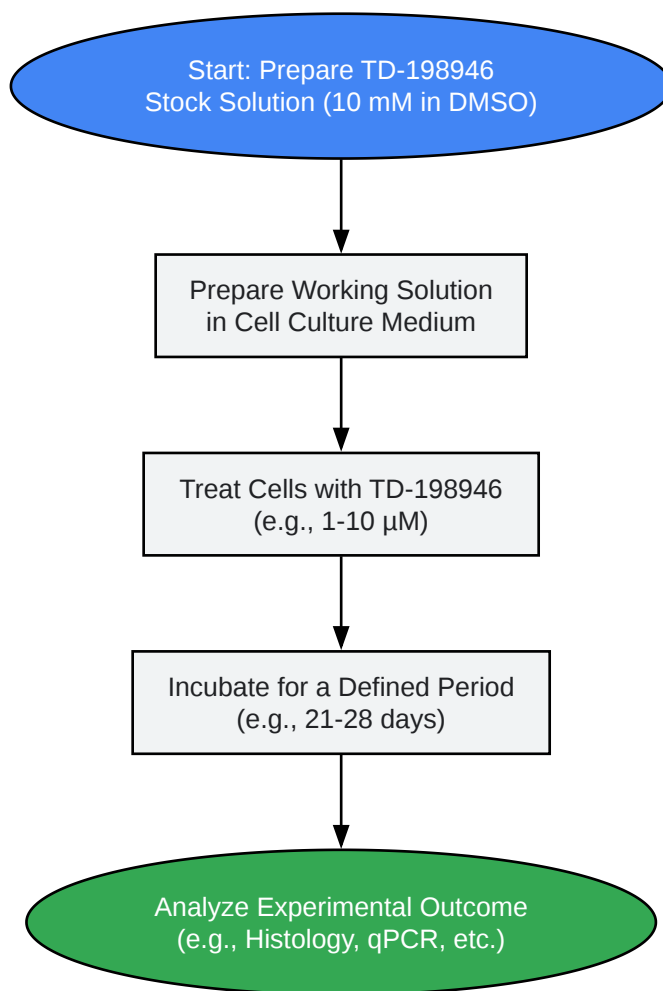 Start: Prepare TD-198946
Stock Solution (10 mM in DMSO)
Prepare Working Solution
in Cell Culture Medium
Treat Cells with TD-198946
(e.g., 1-10 µM)
Incubate for a Defined Period
(e.g., 21-28 days)
Analyze Experimental Outcome
(e.g., Histology, qPCR, etc.)